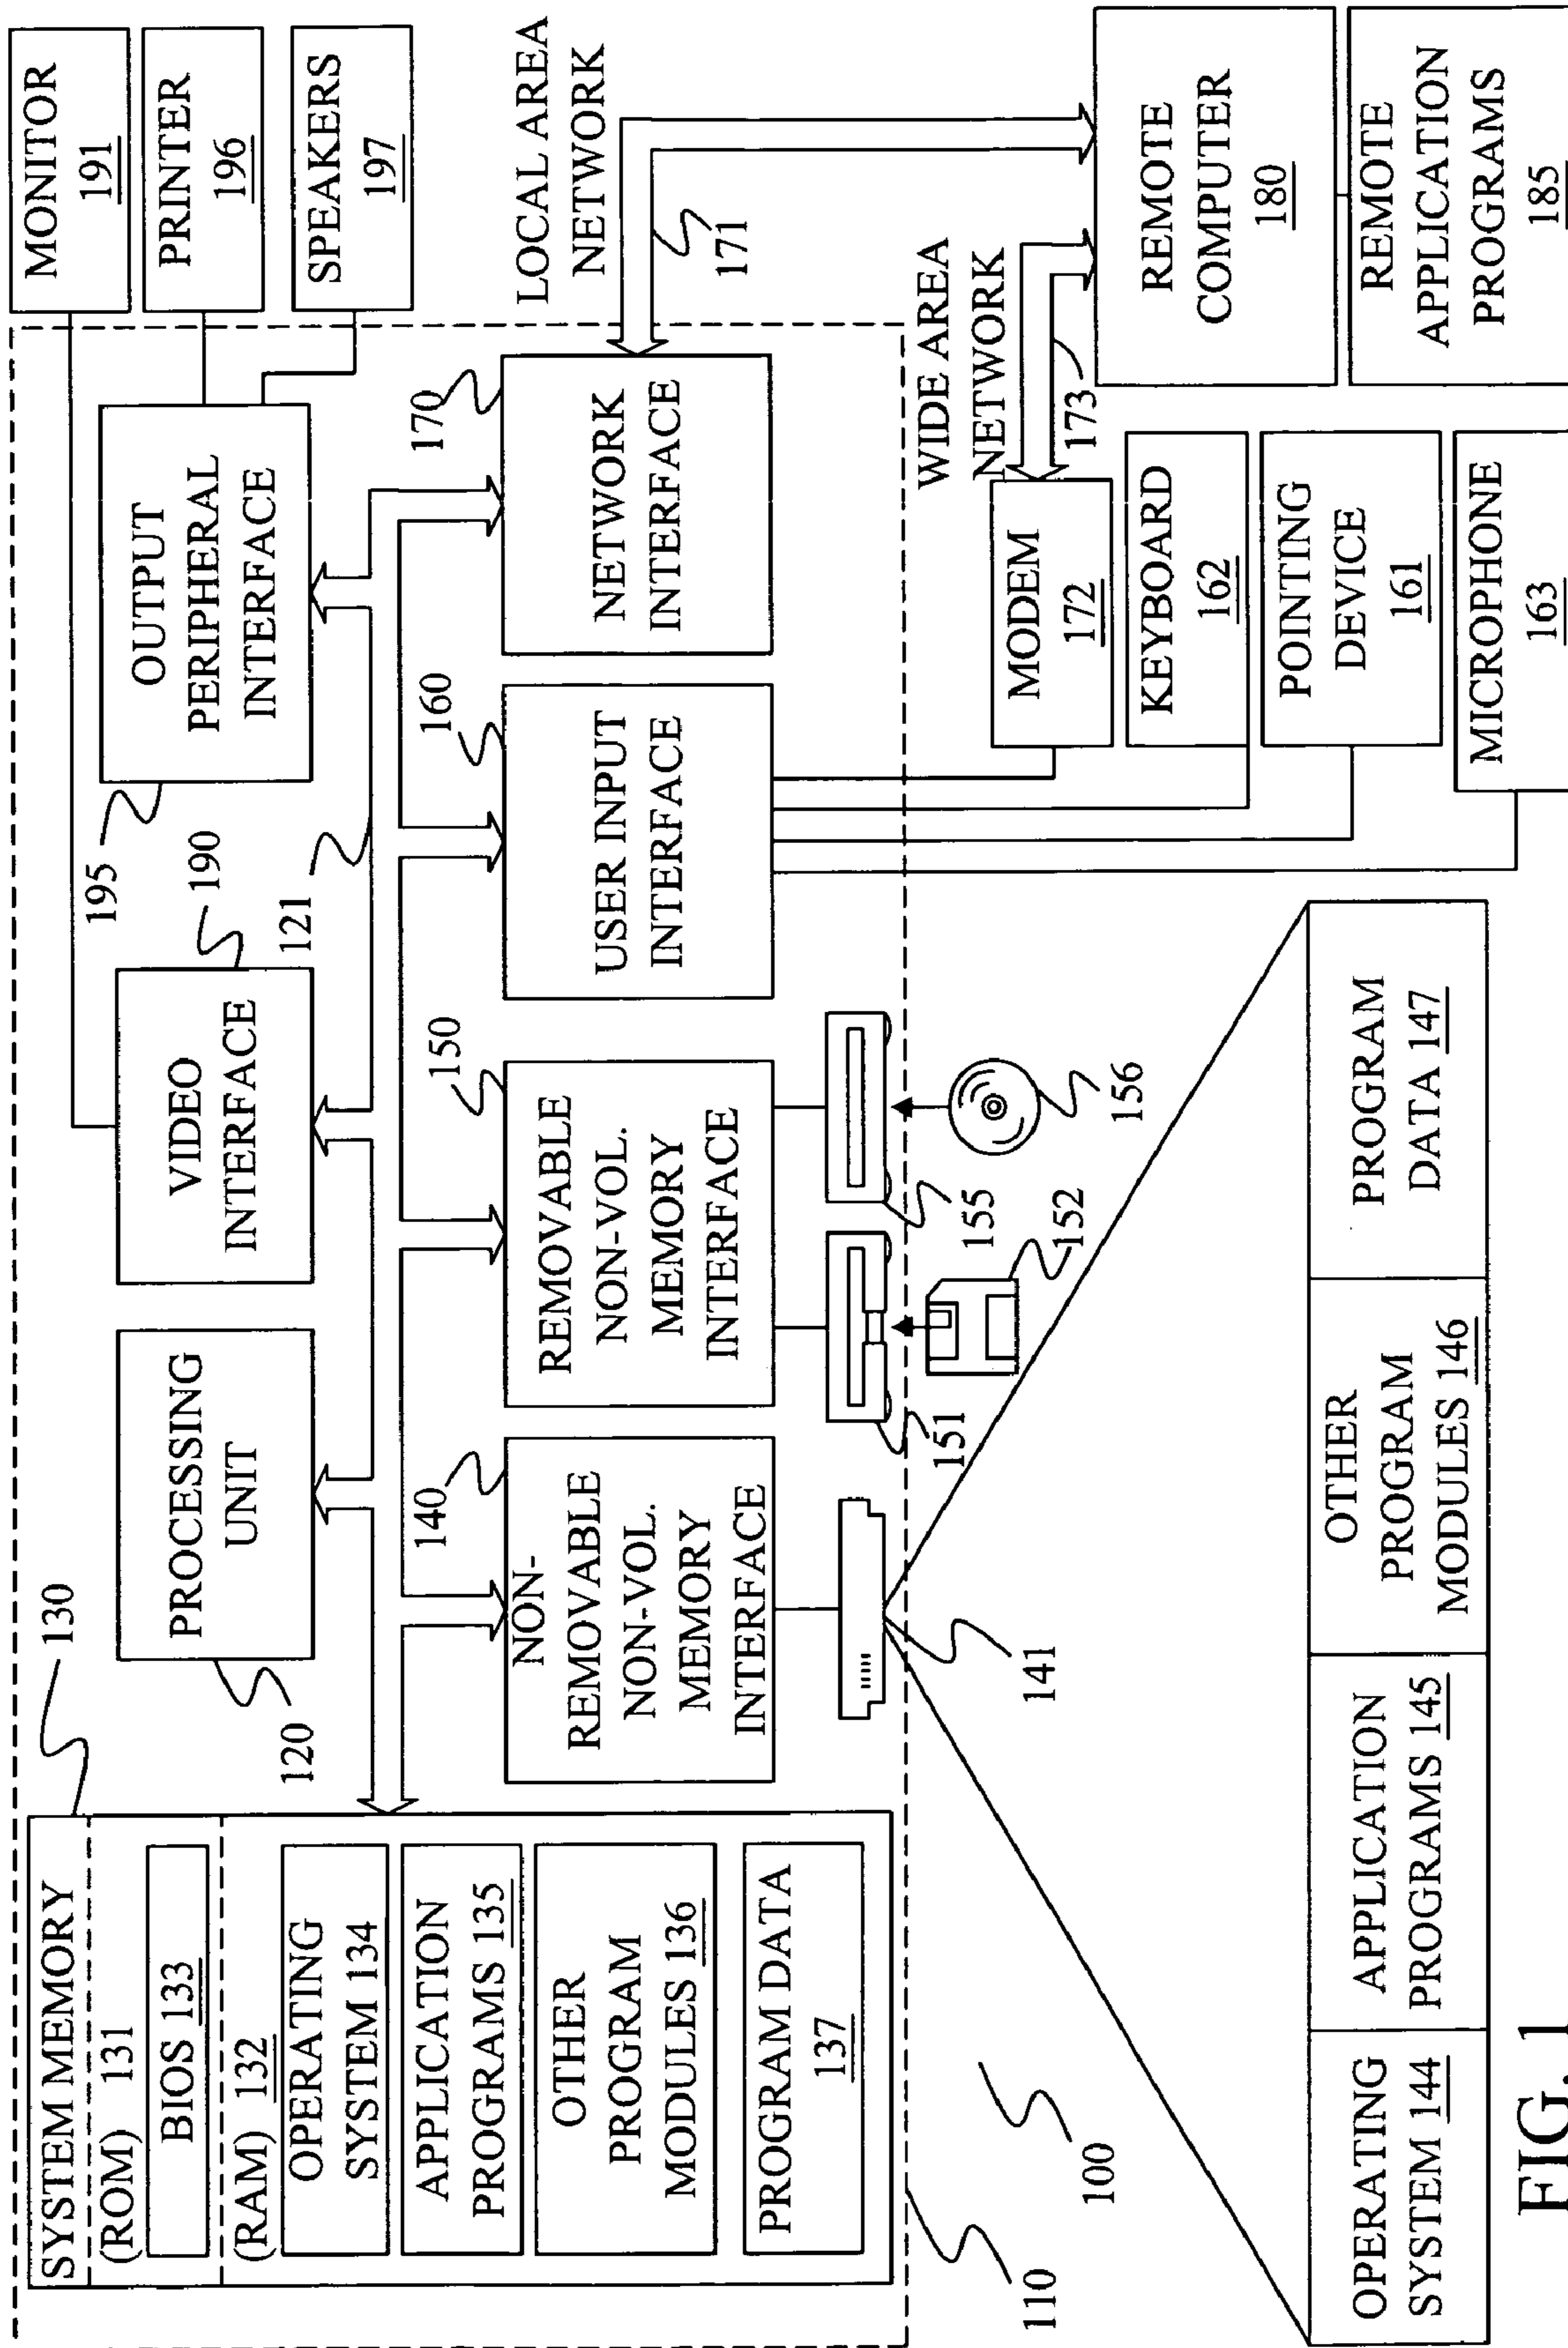 SYSTEM MEMORY
(ROM) 131
BIOS 133
(RAM) 132
OPERATING
SYSTEM 134
APPLICATION
PROGRAMS 135
OTHER
PROGRAM
MODULES 136
PROGRAM DATA
137
130
PROCESSING
UNIT
120
VIDEO
INTERFACE
190
121
OUTPUT
PERIPHERAL
INTERFACE
195
MONITOR
191
PRINTER
196
SPEAKERS
197
NON-
REMOVABLE
NON-VOL.
MEMORY
INTERFACE
140
REMOVABLE
NON-VOL.
MEMORY
INTERFACE
150
USER INPUT
INTERFACE
160
NETWORK
INTERFACE
170
LOCAL AREA
NETWORK
171
WIDE AREA
NETWORK
173
141
151
152
155
156
MODEM
172
KEYBOARD
162
POINTING
DEVICE
161
MICROPHONE
163
REMOTE
COMPUTER
180
REMOTE
APPLICATION
PROGRAMS
185
110
100
OPERATING
SYSTEM 144
APPLICATION
PROGRAMS 145
OTHER
PROGRAM
MODULES 146
PROGRAM
DATA 147
FIG. 1